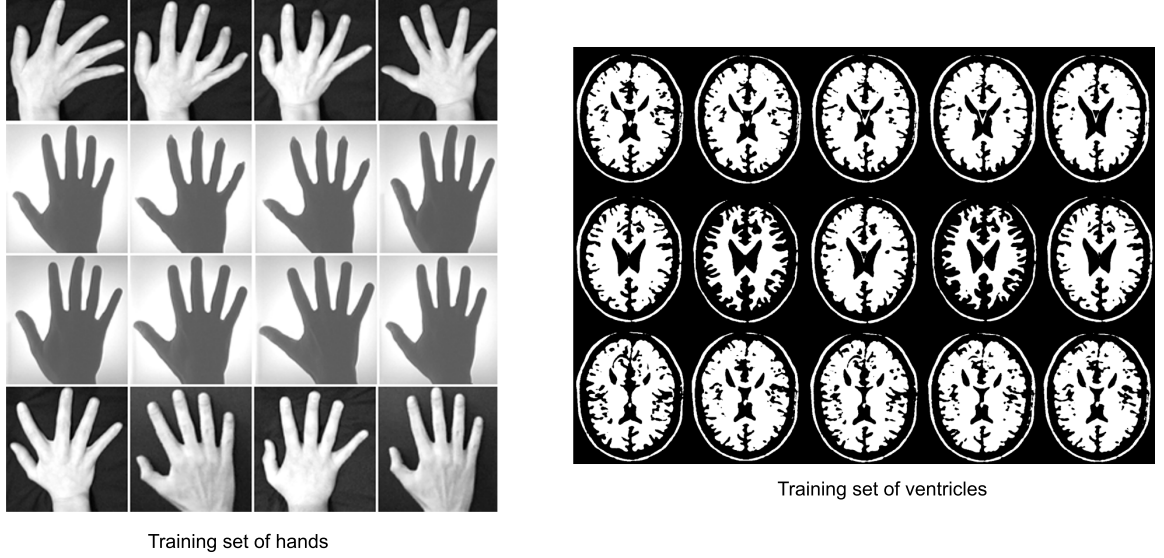 Training set of hands
Training set of ventricles